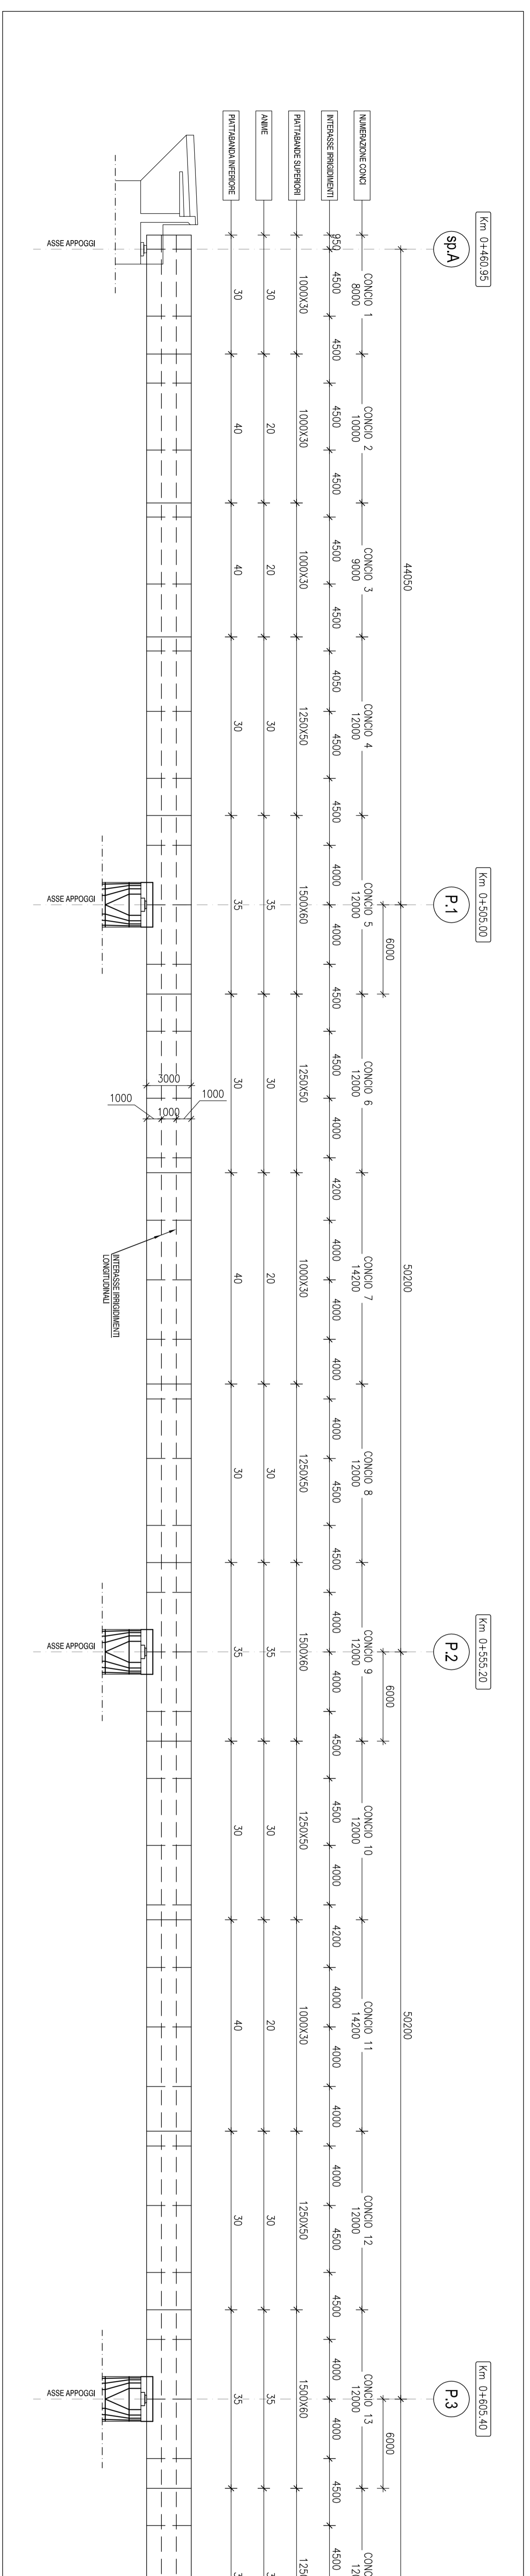 Km 0+460.95
Km 0+505.00
Km 0+555.20
Km 0+605.40
sp.A
P.1
P.2
P.3
44050
50200
50200
6000
6000
6000
NUMERAZIONE CONCI
CONCIO 1
8000
CONCIO 2
10000
CONCIO 3
9000
CONCIO 4
12000
CONCIO 5
12000
CONCIO 6
12000
CONCIO 7
14200
CONCIO 8
12000
CONCIO 9
12000
CONCIO 10
12000
CONCIO 11
14200
CONCIO 12
12000
CONCIO 13
12000
INTERASSE IRRIGIDIMENTI
950 4500 4500 4500 4500 4500 4500 4050 4500 4500 4000 4000 4500 4500 4000 4200 4000 4000 4000 4000 4500 4500 4000 4000 4500 4500 4000 4200 4000 4000 4000 4000 4500 4500 4000 4000 4500 4500
PIATTABANDE SUPERIORI
1000X30 1000X30 1000X30 1250X50 1500X60 1250X50 1000X30 1250X50 1500X60 1250X50 1000X30 1250X50 1500X60
ANIME
30 20 20 30 35 30 20 30 35 30 20 30 35
PIATTABANDA INFERIORE
30 40 40 30 35 30 40 30 35 30 40 30 35
3000
1000
1000
1000
INTERASSE IRRIGIDIMENTI
LONGITUDINALI
ASSE APPOGGI
ASSE APPOGGI
ASSE APPOGGI
ASSE APPOGGI